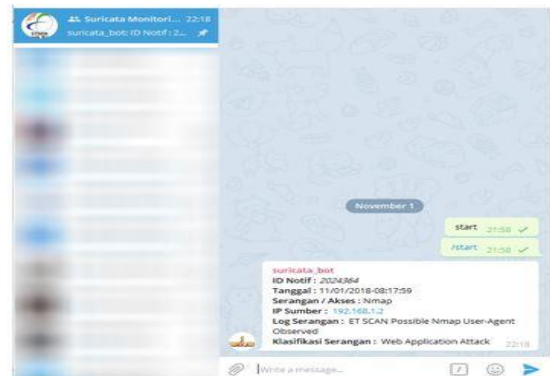 Suricata Monitori... 22:18
suricata_bot: ID Notif : 2...
November 1
start 21:58
/start 21:58
suricata_bot
ID Notif : 2024364
Tanggal : 11/01/2018-08:17:59
Serangan / Akses : Nmap
IP Sumber : 192.168.1.2
Log Serangan : ET SCAN Possible Nmap User-Agent
Observed
Klasifikasi Serangan : Web Application Attack 22:18
Write a message...